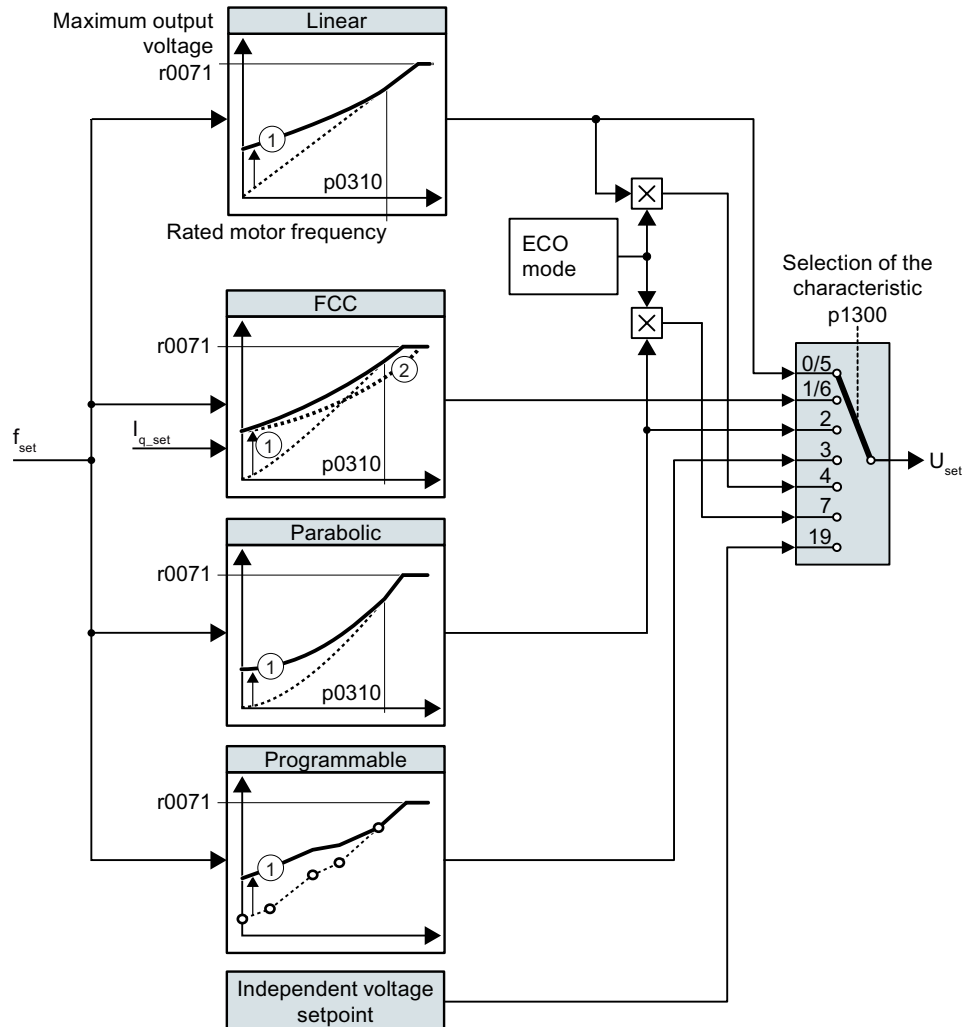 Linear
Maximum output
voltage
r0071
1
p0310
Rated motor frequency
ECO
mode
Selection of the
characteristic
p1300
FCC
r0071
2
1
p0310
f_set
I_q_set
0/5
1/6
2
3
4
7
19
U_set
Parabolic
r0071
1
p0310
Programmable
r0071
1
Independent voltage
setpoint